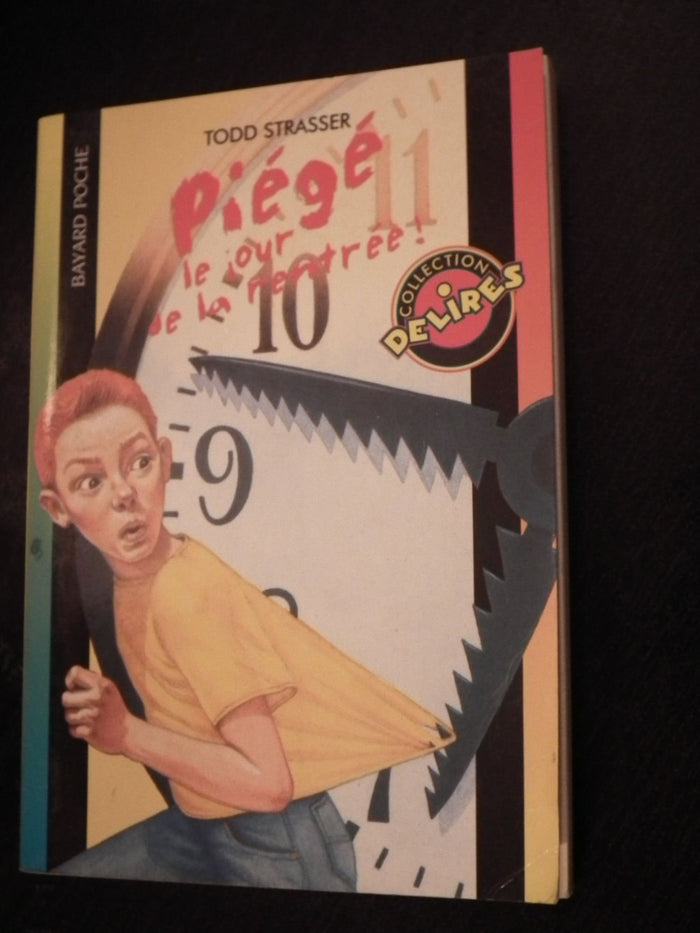 BAYARD POCHE
TODD STRASSER
Piégé
le jour
de la rentrée!
COLLECTION
DELIRES
11
10
9